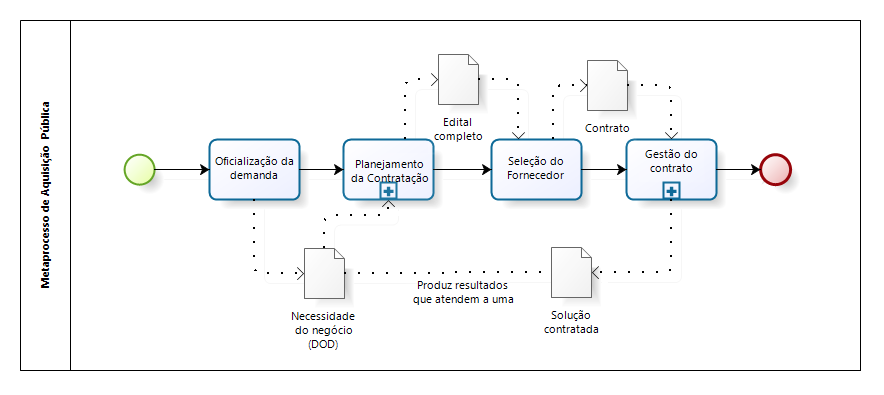 Metaprocesso de Aquisição Pública
Edital
completo
Contrato
Oficialização da
demanda
Planejamento
da Contratação
Seleção do
Fornecedor
Gestão do
contrato
Produz resultados
que atendem a uma
Necessidade
do negócio
(DOD)
Solução
contratada